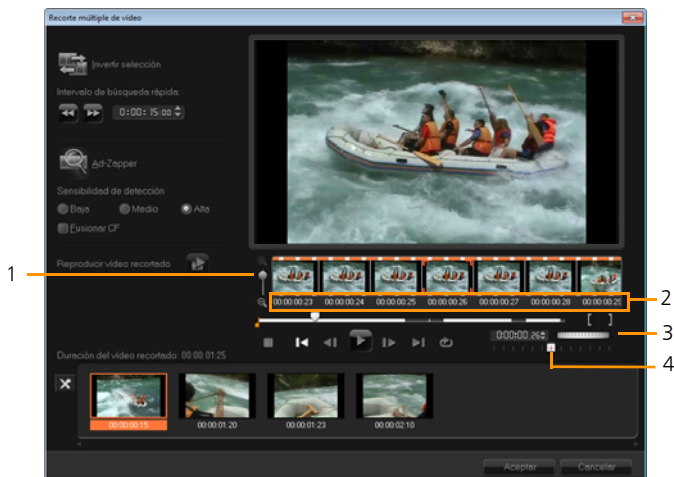 Recorte múltiple de vídeo
Invertir selección
Intervalo de búsqueda rápida:
0:00:15:00
Ad-Zapper
Sensibilidad de detección
Baja Medio Alta
Fusionar CF
Reproducir vídeo recortado
1
00:00:00:23 00:00:00:24 00:00:00:25 00:00:00:26 00:00:00:27 00:00:00:28 00:00:00:29
2
[ ]
0:00:00.26
3
4
Duración del vídeo recortado: 00:00:01:25
00:00:00:15 00:00:01:20 00:00:01:23 00:00:02:10
Aceptar Cancelar